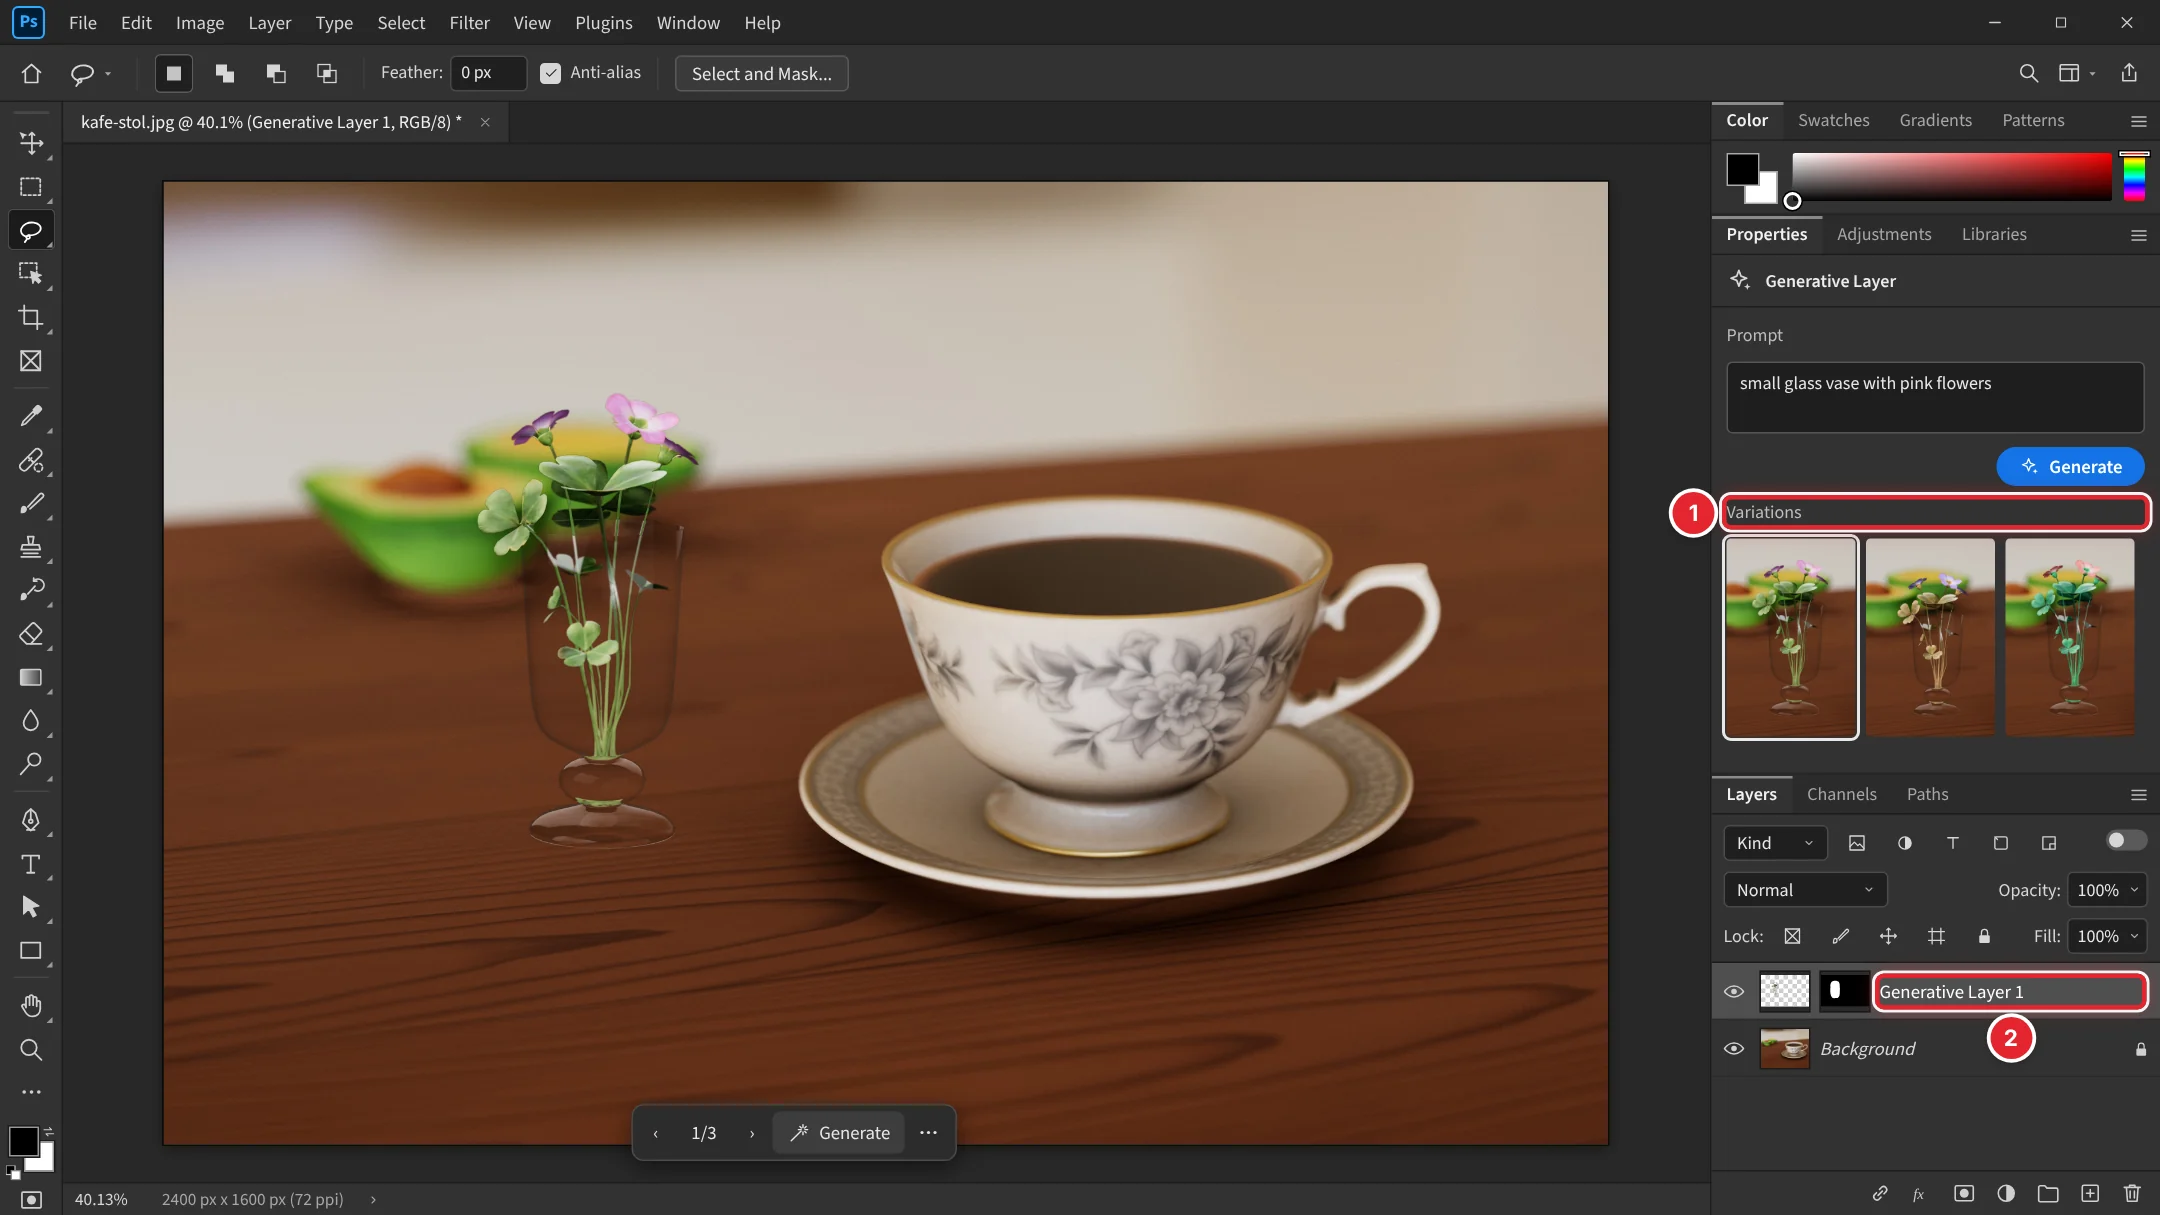 Ps File Edit Image Layer Type Select Filter View Plugins Window Help
Feather: 0 px Anti-alias Select and Mask...
kafe-stol.jpg @ 40.1% (Generative Layer 1, RGB/8) *
Color Swatches Gradients Patterns
Properties Adjustments Libraries
Generative Layer
Prompt
small glass vase with pink flowers
Generate
1 Variations
Layers Channels Paths
Kind
Normal Opacity: 100%
Lock: Fill: 100%
Generative Layer 1
2
Background
1/3 Generate
40.13% 2400 px x 1600 px (72 ppi)
fx